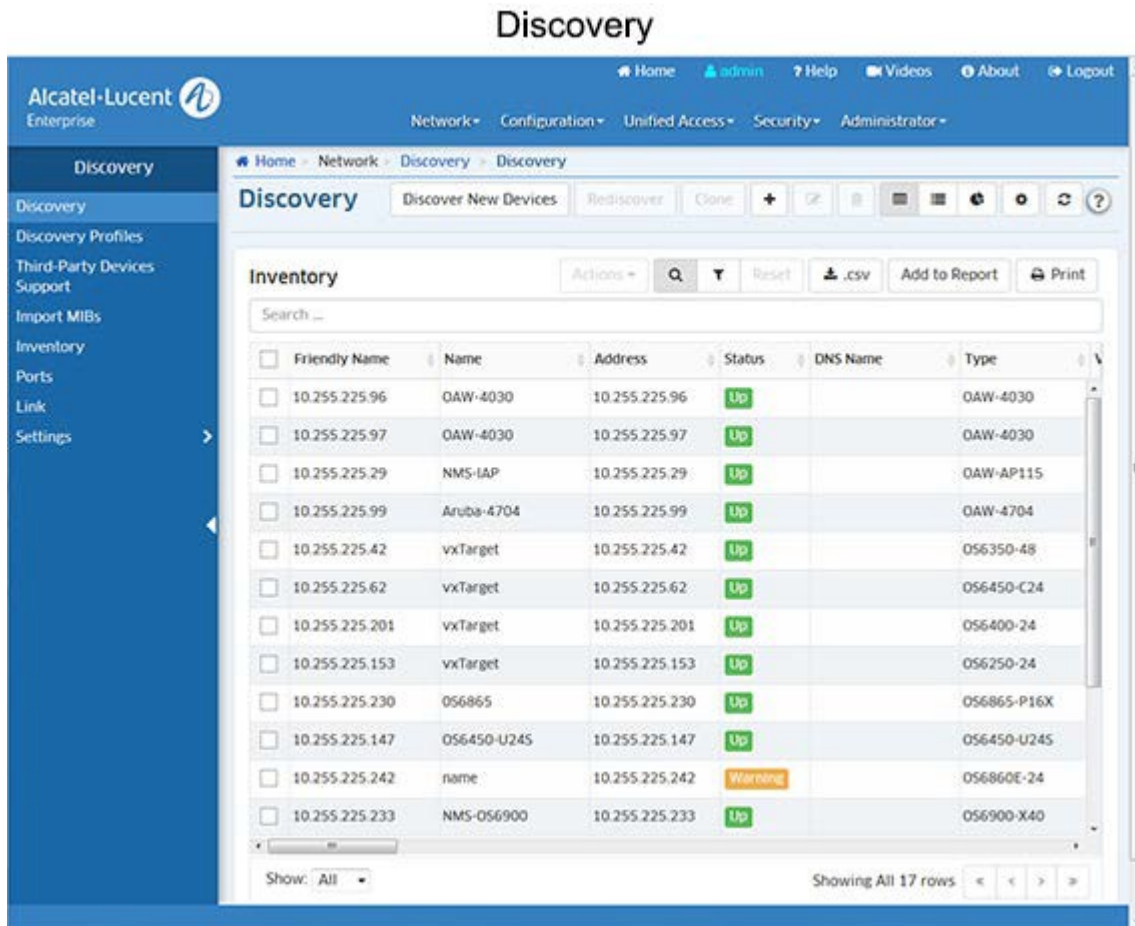 Discovery
Home admin ? Help Videos About Logout
Alcatel·Lucent
Enterprise
Network Configuration Unified Access Security Administrator
Discovery
Home Network Discovery Discovery
Discovery Discover New Devices Rediscover Clone ?
Discovery
Discovery Profiles
Third-Party Devices
Support
Import MIBs
Inventory
Ports
Link
Settings
Inventory Actions Reset .csv Add to Report Print
Search ...
Friendly Name Name Address Status DNS Name Type
10.255.225.96 OAW-4030 10.255.225.96 Up OAW-4030
10.255.225.97 OAW-4030 10.255.225.97 Up OAW-4030
10.255.225.29 NMS-IAP 10.255.225.29 Up OAW-AP115
10.255.225.99 Aruba-4704 10.255.225.99 Up OAW-4704
10.255.225.42 vxTarget 10.255.225.42 Up OS6350-48
10.255.225.62 vxTarget 10.255.225.62 Up OS6450-C24
10.255.225.201 vxTarget 10.255.225.201 Up OS6400-24
10.255.225.153 vxTarget 10.255.225.153 Up OS6250-24
10.255.225.230 OS6865 10.255.225.230 Up OS6865-P16X
10.255.225.147 OS6450-U24S 10.255.225.147 Up OS6450-U24S
10.255.225.242 name 10.255.225.242 Warning OS6860E-24
10.255.225.233 NMS-OS6900 10.255.225.233 Up OS6900-X40
Show: All Showing All 17 rows « < > »